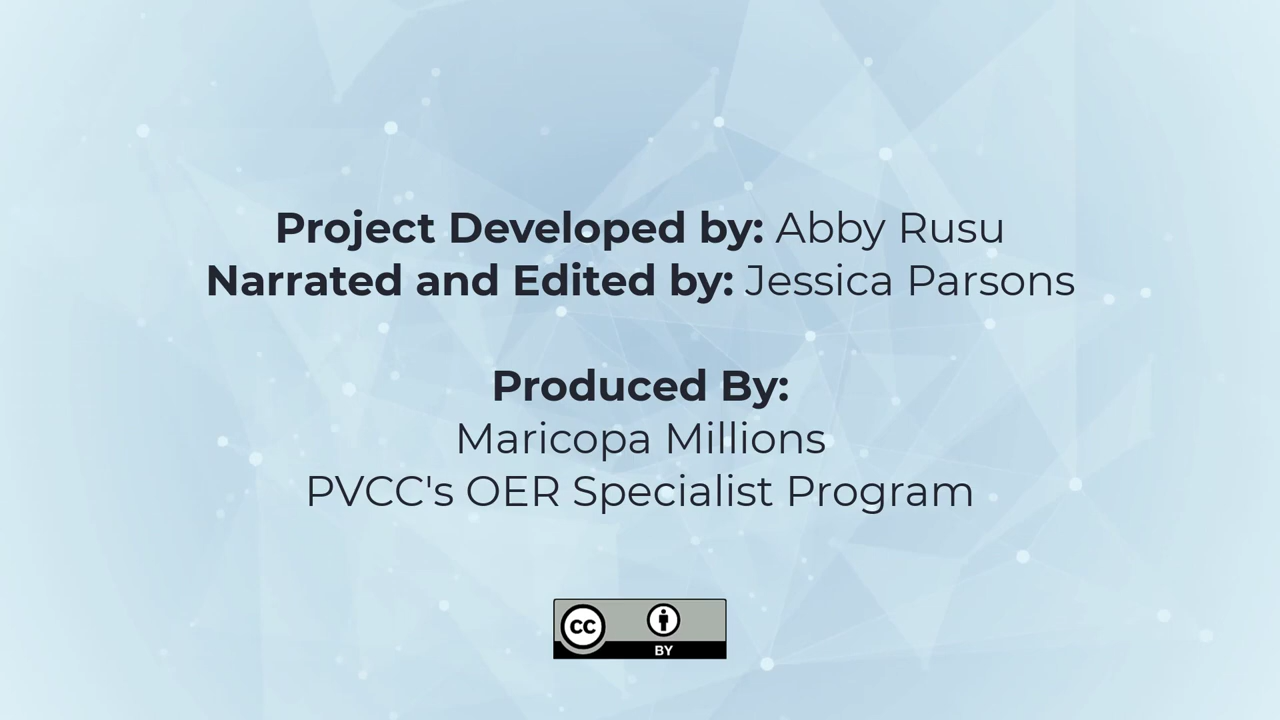 Project Developed by: Abby Rusu
Narrated and Edited by: Jessica Parsons
Produced By:
Maricopa Millions
PVCC's OER Specialist Program
cc
BY